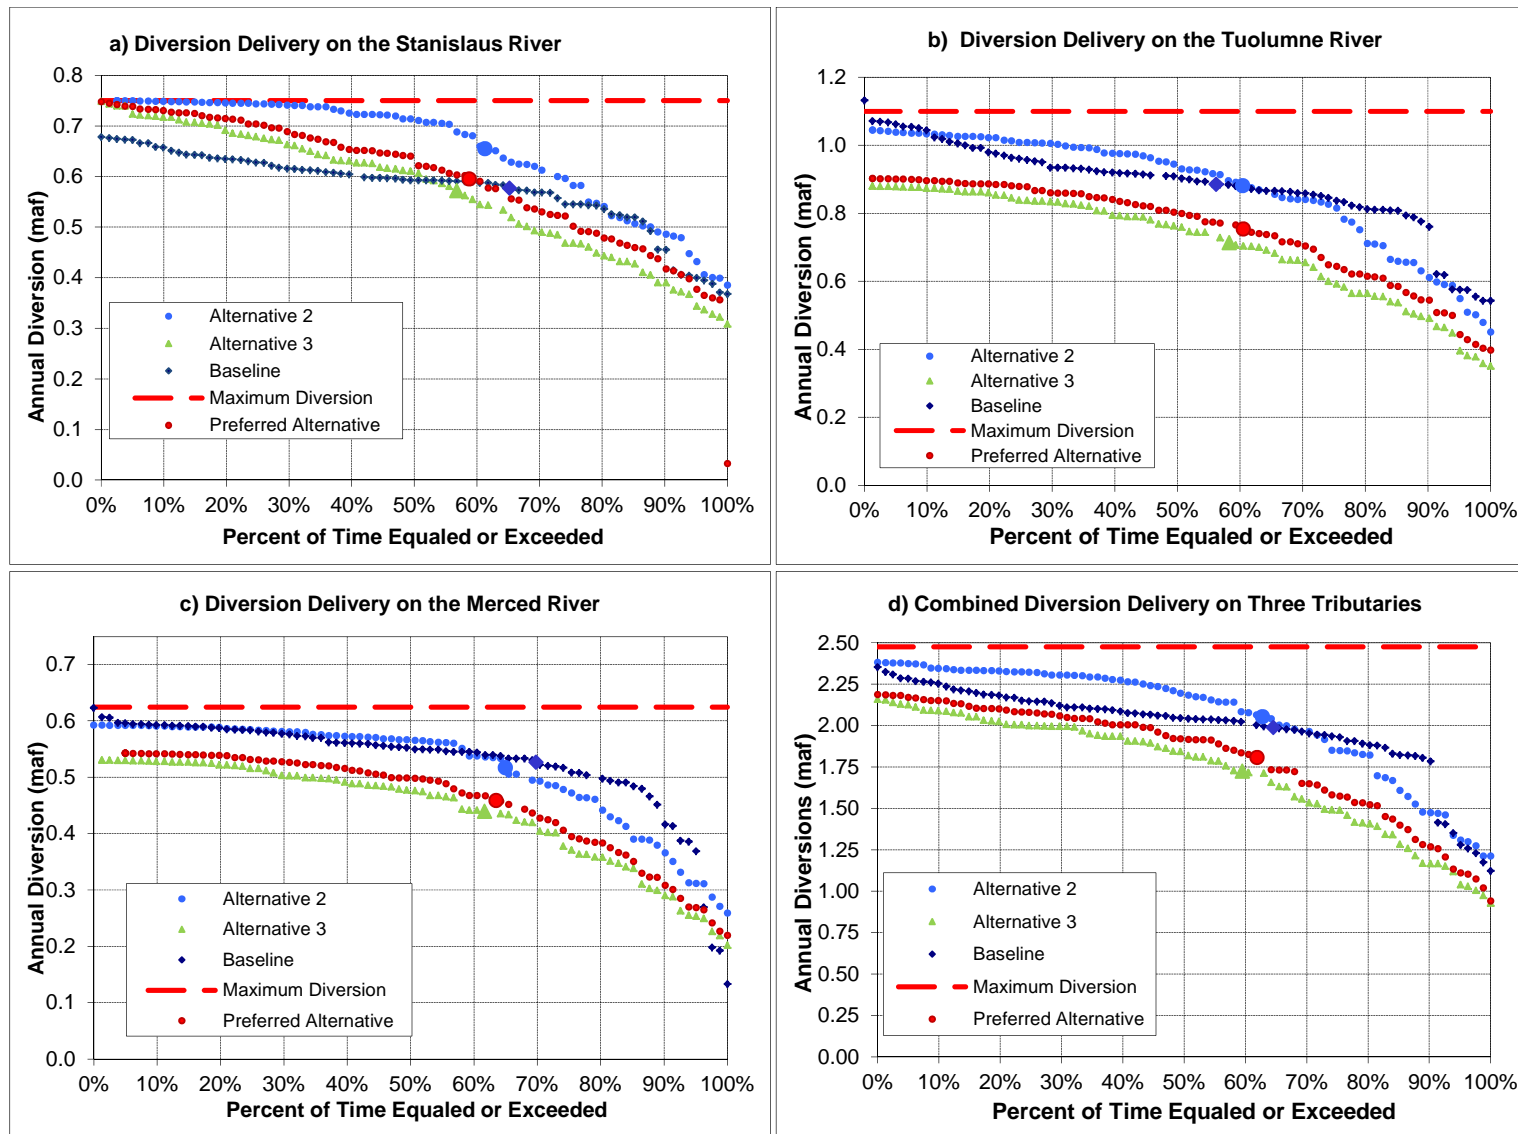 a) Diversion Delivery on the Stanislaus River
0.8
0.7
0.6
0.5
0.4
0.3
0.2
0.1
0.0
Annual Diversion (maf)
Alternative 2
Alternative 3
Baseline
Maximum Diversion
Preferred Alternative
0% 10% 20% 30% 40% 50% 60% 70% 80% 90% 100%
Percent of Time Equaled or Exceeded
b) Diversion Delivery on the Tuolumne River
1.2
1.0
0.8
0.6
0.4
0.2
0.0
Annual Diversion (maf)
Alternative 2
Alternative 3
Baseline
Maximum Diversion
Preferred Alternative
0% 10% 20% 30% 40% 50% 60% 70% 80% 90% 100%
Percent of Time Equaled or Exceeded
c) Diversion Delivery on the Merced River
0.7
0.6
0.5
0.4
0.3
0.2
0.1
0.0
Annual Diversion (maf)
Alternative 2
Alternative 3
Baseline
Maximum Diversion
Preferred Alternative
0% 10% 20% 30% 40% 50% 60% 70% 80% 90% 100%
Percent of Time Equaled or Exceeded
d) Combined Diversion Delivery on Three Tributaries
2.50
2.25
2.00
1.75
1.50
1.25
1.00
0.75
0.50
0.25
0.00
Annual Diversions (maf)
Alternative 2
Alternative 3
Baseline
Maximum Diversion
Preferred Alternative
0% 10% 20% 30% 40% 50% 60% 70% 80% 90% 100%
Percent of Time Equaled or Exceeded